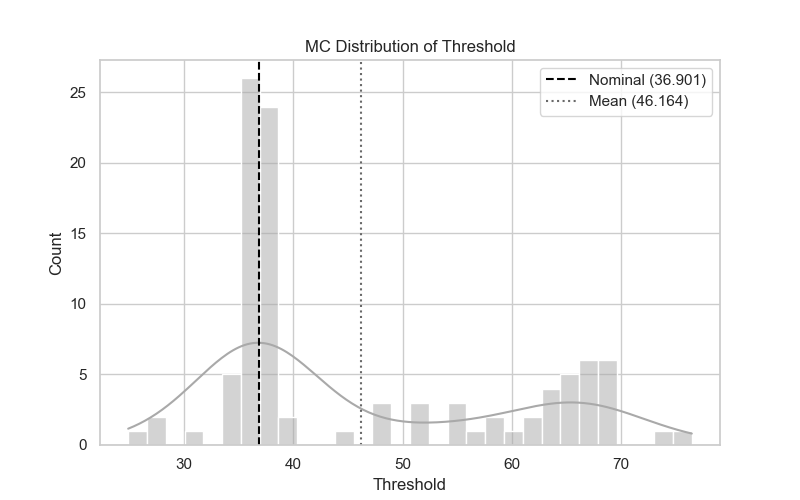 MC Distribution of Threshold
Nominal (36.901)
Mean (46.164)
25
20
15
10
5
0
Count
30
40
50
60
70
Threshold